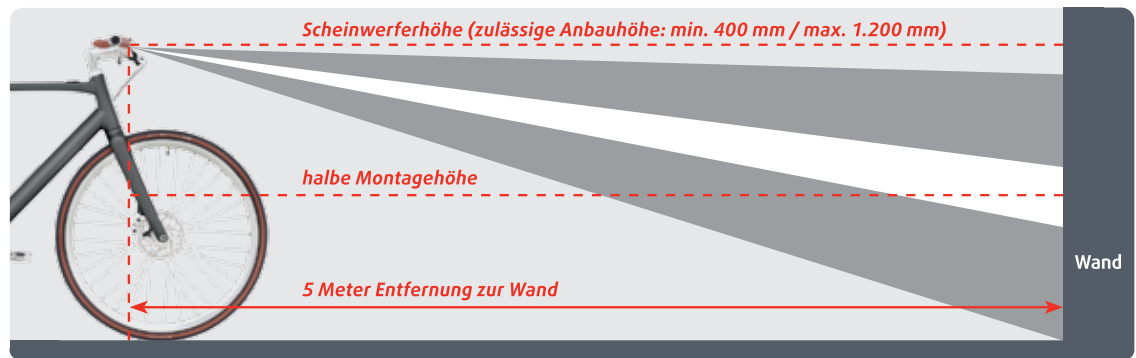 Scheinwerferhöhe (zulässige Anbauhöhe: min. 400 mm / max. 1.200 mm)
halbe Montagehöhe
Wand
5 Meter Entfernung zur Wand